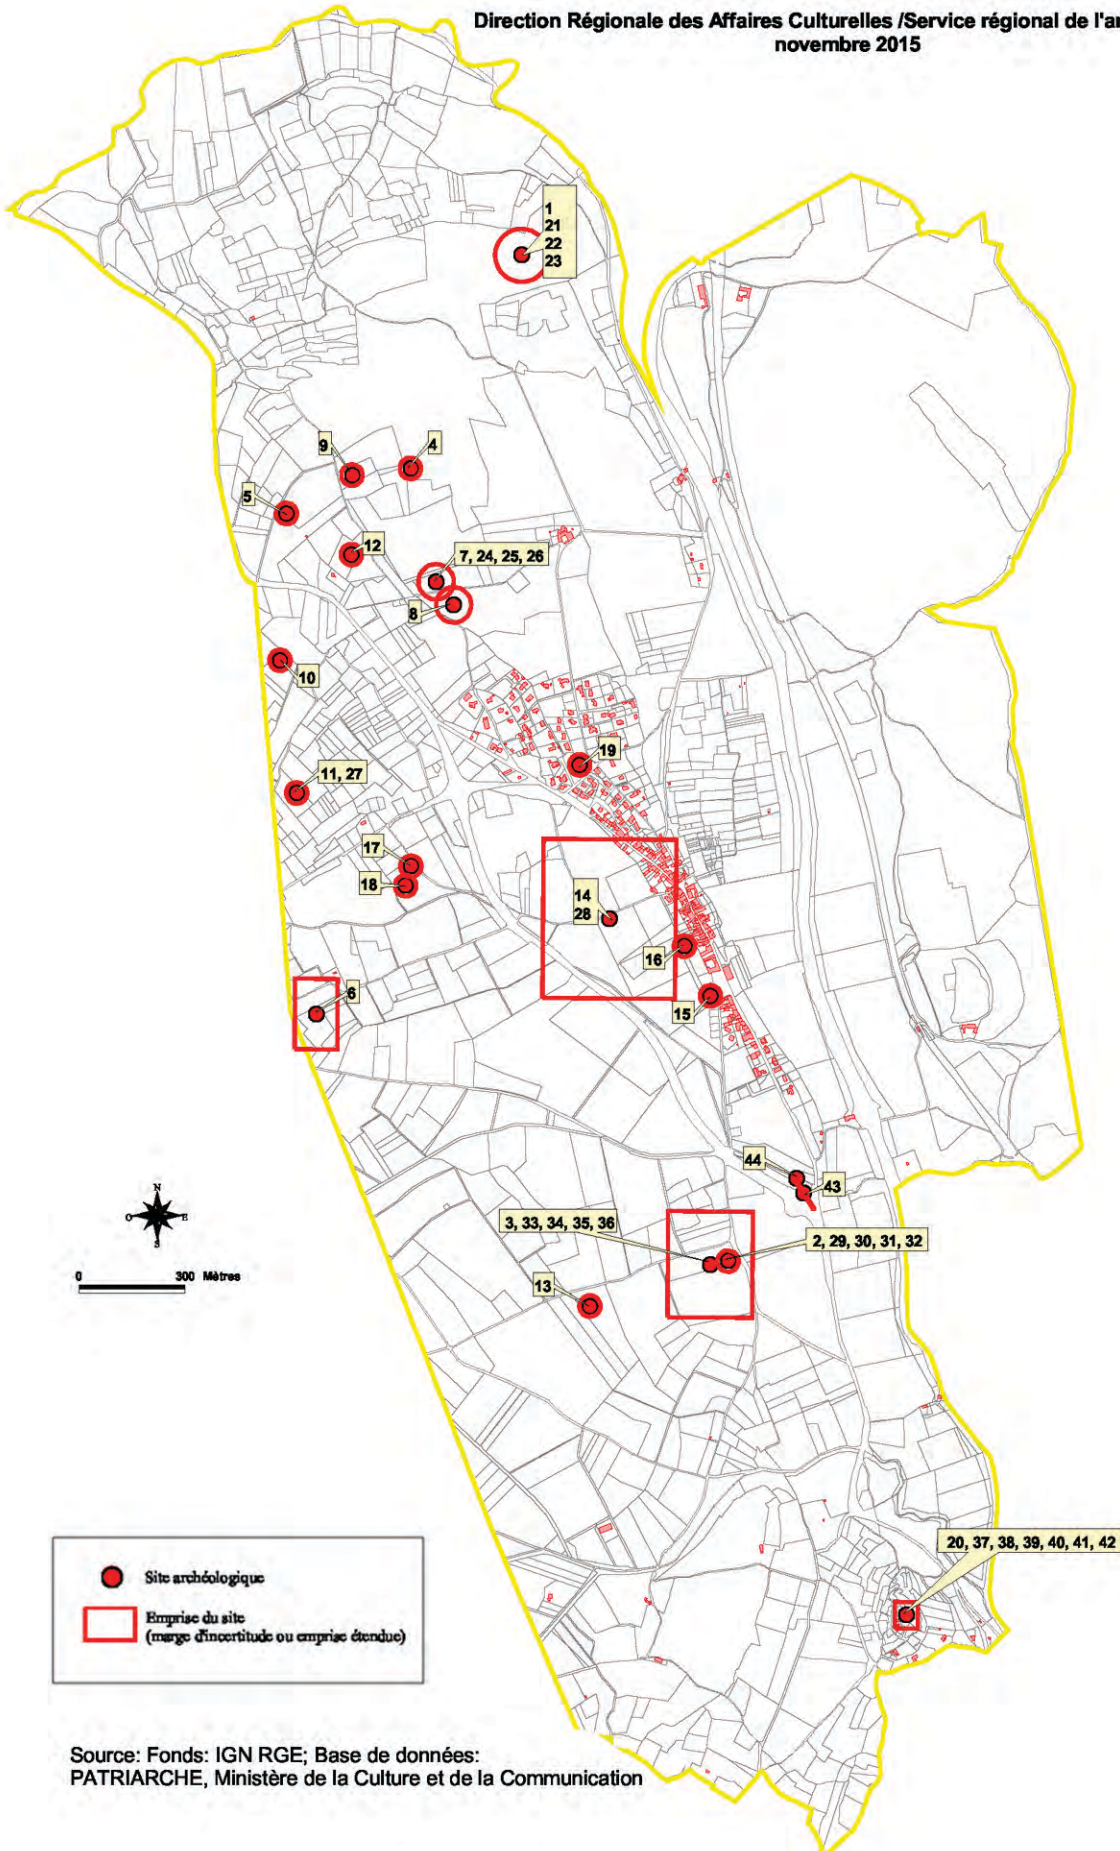 Direction Régionale des Affaires Culturelles /Service régional de l'a
novembre 2015
1
21
22
23
9
4
5
12
7, 24, 25, 26
8
10
19
11, 27
17
18
14
28
16
6
15
44
43
N
O
E
S
3, 33, 34, 35, 36
2, 29, 30, 31, 32
0
300 Mètres
13
20, 37, 38, 39, 40, 41, 42
Site archéologique
Emprise du site
(marge d'incertitude ou emprise étendue)
Source: Fonds: IGN RGE; Base de données:
PATRIARCHE, Ministère de la Culture et de la Communication